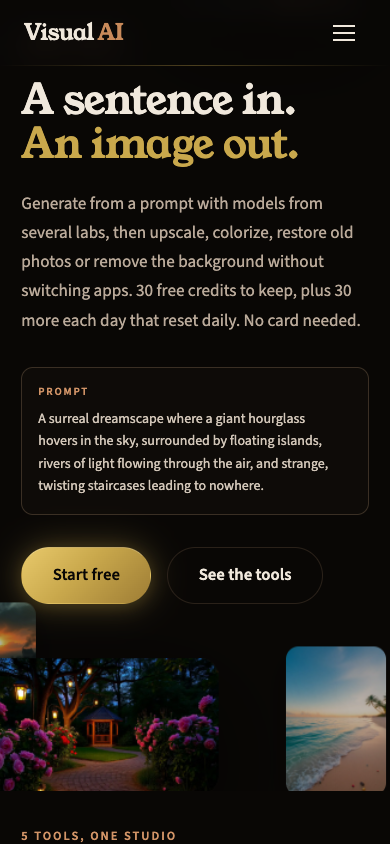 Visual AI
A sentence in.
An image out.
Generate from a prompt with models from
several labs, then upscale, colorize, restore old
photos or remove the background without
switching apps. 30 free credits to keep, plus 30
more each day that reset daily. No card needed.
PROMPT
A surreal dreamscape where a giant hourglass
hovers in the sky, surrounded by floating islands,
rivers of light flowing through the air, and strange,
twisting staircases leading to nowhere.
Start free
See the tools
5 TOOLS, ONE STUDIO